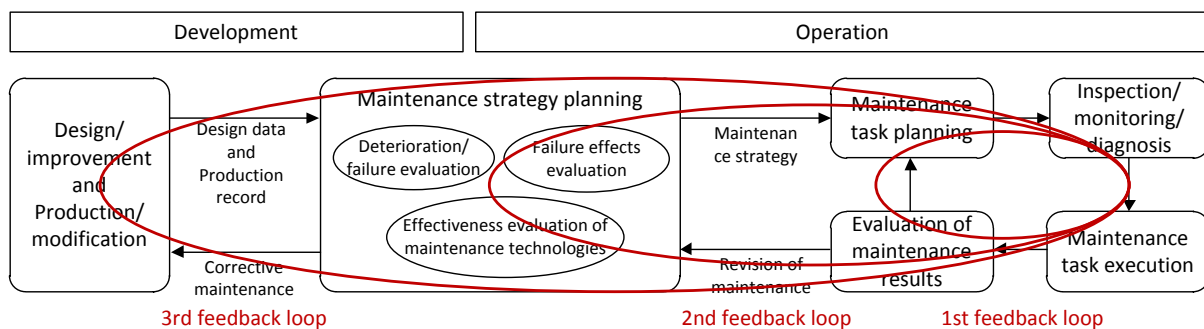 Development
Operation
Design/
improvement
and
Production/
modification
Design data
and
Production
record
Corrective
maintenance
Maintenance strategy planning
Deterioration/
failure evaluation
Failure effects
evaluation
Effectiveness evaluation of
maintenance technologies
Maintenan
ce strategy
Revision of
maintenance
Maintenance
task planning
Evaluation of
maintenance
results
Inspection/
monitoring/
diagnosis
Maintenance
task execution
3rd feedback loop
2nd feedback loop
1st feedback loop